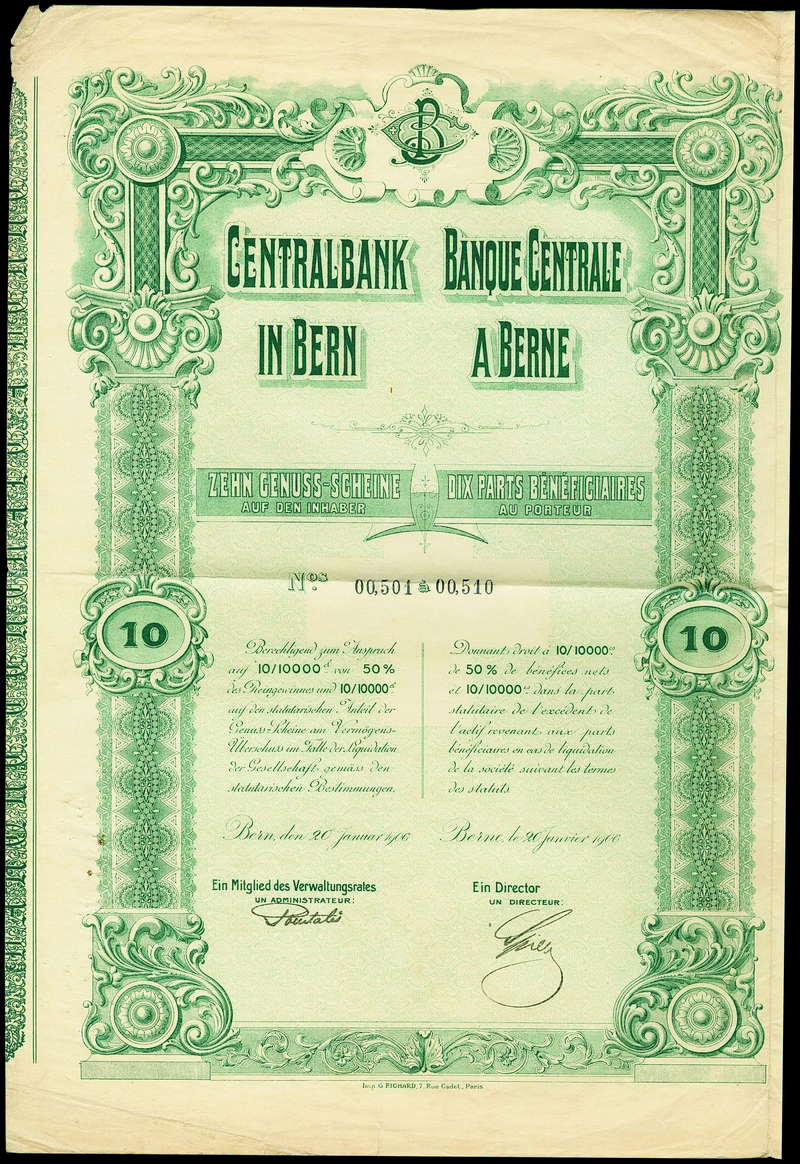 CB
CENTRALBANK
IN BERN
BANQUE CENTRALE
A BERNE
ZEHN GENUSS-SCHEINE
AUF DEN INHABER
DIX PARTS BÉNÉFICIAIRES
AU PORTEUR
Nos 00,501 à 00,510
10
10
Berechtigend zum Anspruch
auf 10/10000el von 50%
des Reingewinnes und 10/10000el
auf den statutarischen Anteil der
Genuss-Scheine am Vermögens-
Überschuss im Falle der Liquidation
der Gesellschaft gemäss den
statutarischen Bestimmungen.
Donnant droit à 10/10000es
de 50% de bénéfices nets
et 10/10000es dans la part
statutaire de l'excédent de
l'actif revenant aux parts
bénéficiaires en cas de liquidation
de la société suivant les termes
des statuts
Bern, den 20 Januar 1906
Berne, le 20 Janvier 1906
Ein Mitglied des Verwaltungsrates
UN ADMINISTRATEUR:
Ein Director
UN DIRECTEUR:
Imp. G. RICHARD, 7, Rue Cadet, Paris